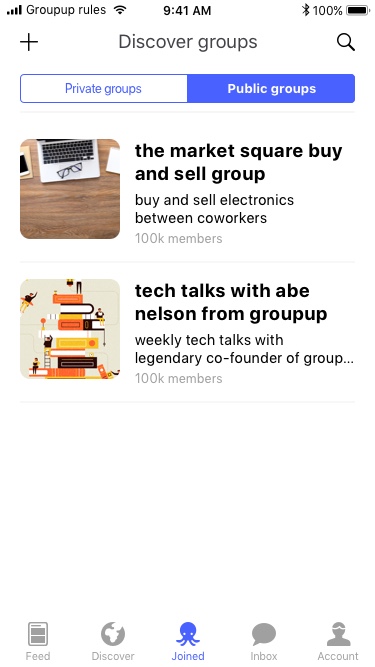 Groupup rules 9:41 AM 100%
Discover groups
Private groups Public groups
the market square buy
and sell group
buy and sell electronics
between coworkers
100k members
tech talks with abe
nelson from groupup
weekly tech talks with
legendary co-founder of group...
100k members
Feed Discover Joined Inbox Account